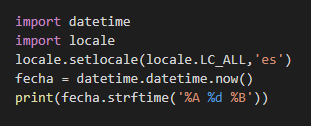 import datetime
import locale
locale.setlocale(locale.LC_ALL,'es')
fecha = datetime.datetime.now()
print(fecha.strftime('%A %d %B'))